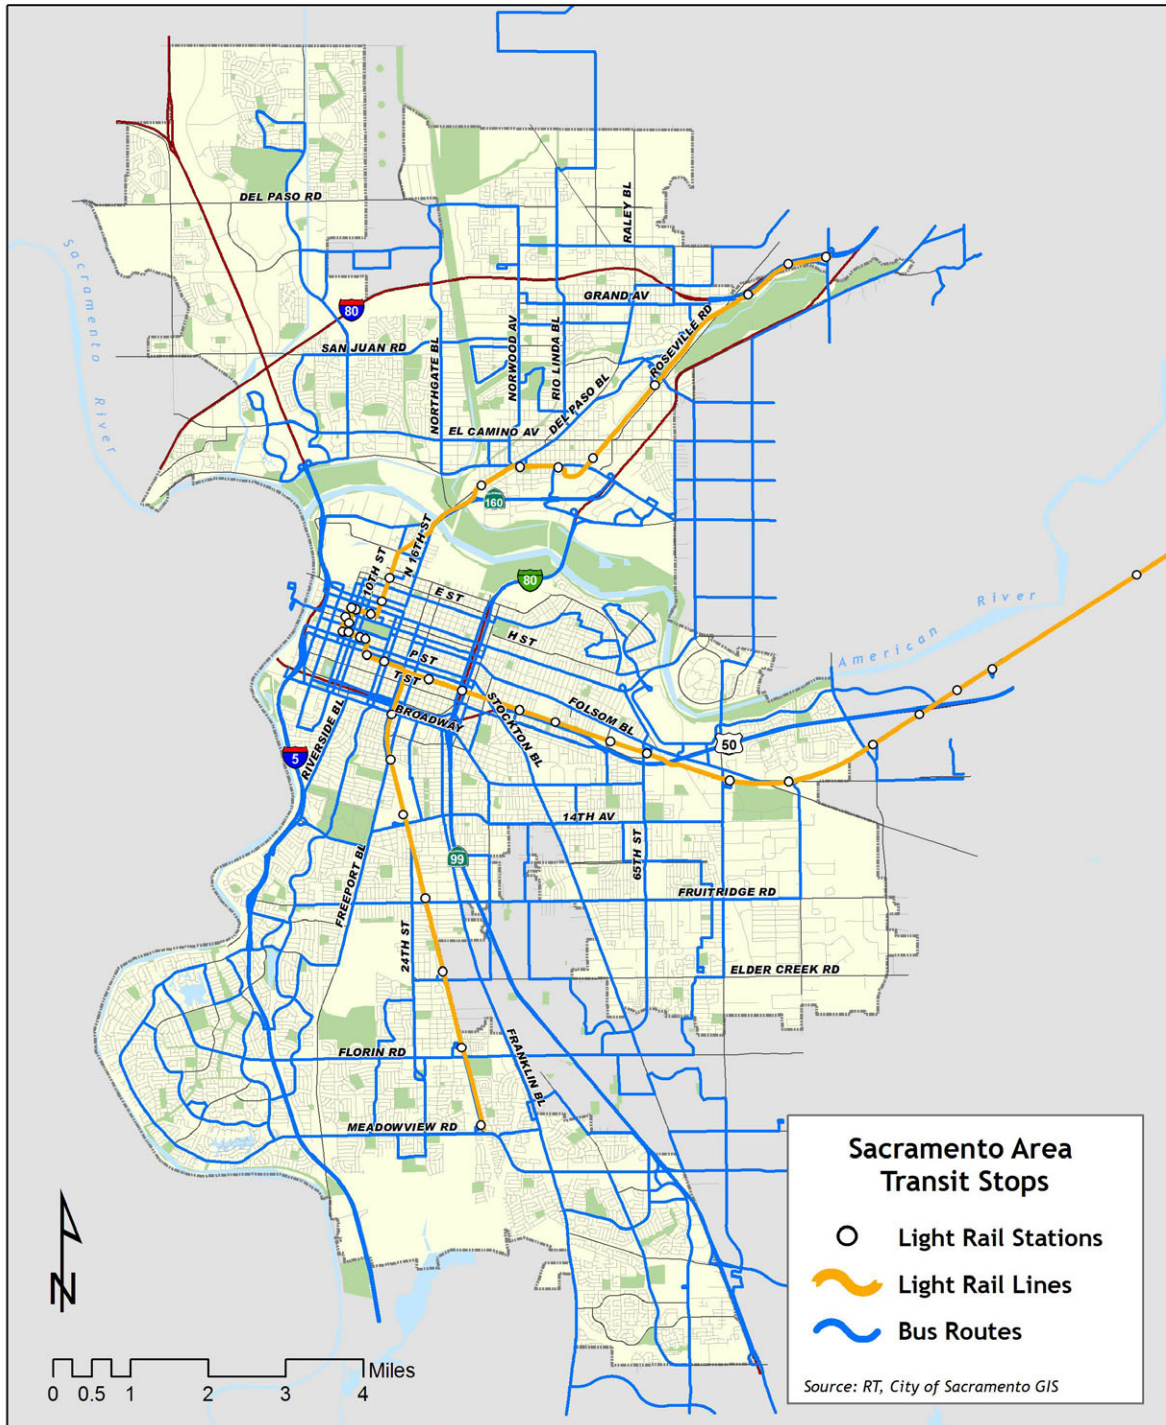 DEL PASO RD
RALEY BL
Sacramento River
80
GRAND AV
SAN JUAN RD
NORTHGATE BL
NORWOOD AV
RIO LINDA BL
ROSEVILLE RD
DEL PASO BL
EL CAMINO AV
160
N 16TH ST
10TH ST
80
E ST
H ST
American River
P ST
T ST
BROADWAY
STOCKTON BL
FOLSOM BL
50
5
RIVERSIDE BL
14TH AV
65TH ST
99
FREEPORT BL
FRUITRIDGE RD
24TH ST
ELDER CREEK RD
FLORIN RD
FRANKLIN BL
MEADOWVIEW RD
Sacramento Area
Transit Stops
Light Rail Stations
Light Rail Lines
Bus Routes
Source: RT, City of Sacramento GIS
N
Miles
0 0.5 1 2 3 4